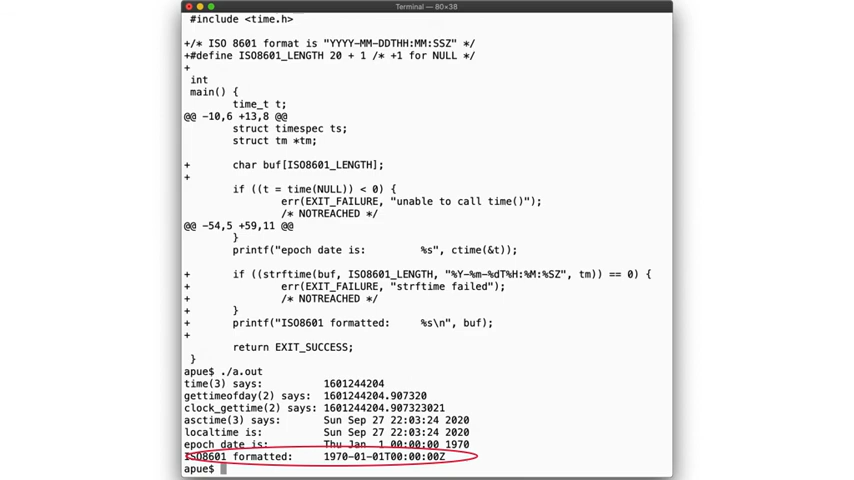 Terminal — 80×38
#include <time.h>
+/* ISO 8601 format is "YYYY-MM-DDTHH:MM:SSZ" */
+#define ISO8601_LENGTH 20 + 1 /* +1 for NULL */
+
int
main() {
time_t t;
@@ -10,6 +13,8 @@
struct timespec ts;
struct tm *tm;
+ char buf[ISO8601_LENGTH];
+
if ((t = time(NULL)) < 0) {
err(EXIT_FAILURE, "unable to call time()");
/* NOTREACHED */
@@ -54,5 +59,11 @@
}
printf("epoch date is: %s", ctime(&t));
+ if ((strftime(buf, ISO8601_LENGTH, "%Y-%m-%dT%H:%M:%SZ", tm)) == 0) {
+ err(EXIT_FAILURE, "strftime failed");
+ /* NOTREACHED */
+ }
+ printf("ISO8601 formatted: %s\n", buf);
+
return EXIT_SUCCESS;
}
apue$ ./a.out
time(3) says: 1601244204
gettimeofday(2) says: 1601244204.907320
clock_gettime(2) says: 1601244204.907323021
asctime(3) says: Sun Sep 27 22:03:24 2020
localtime is: Sun Sep 27 22:03:24 2020
epoch date is: Thu Jan 1 00:00:00 1970
ISO8601 formatted: 1970-01-01T00:00:00Z
apue$